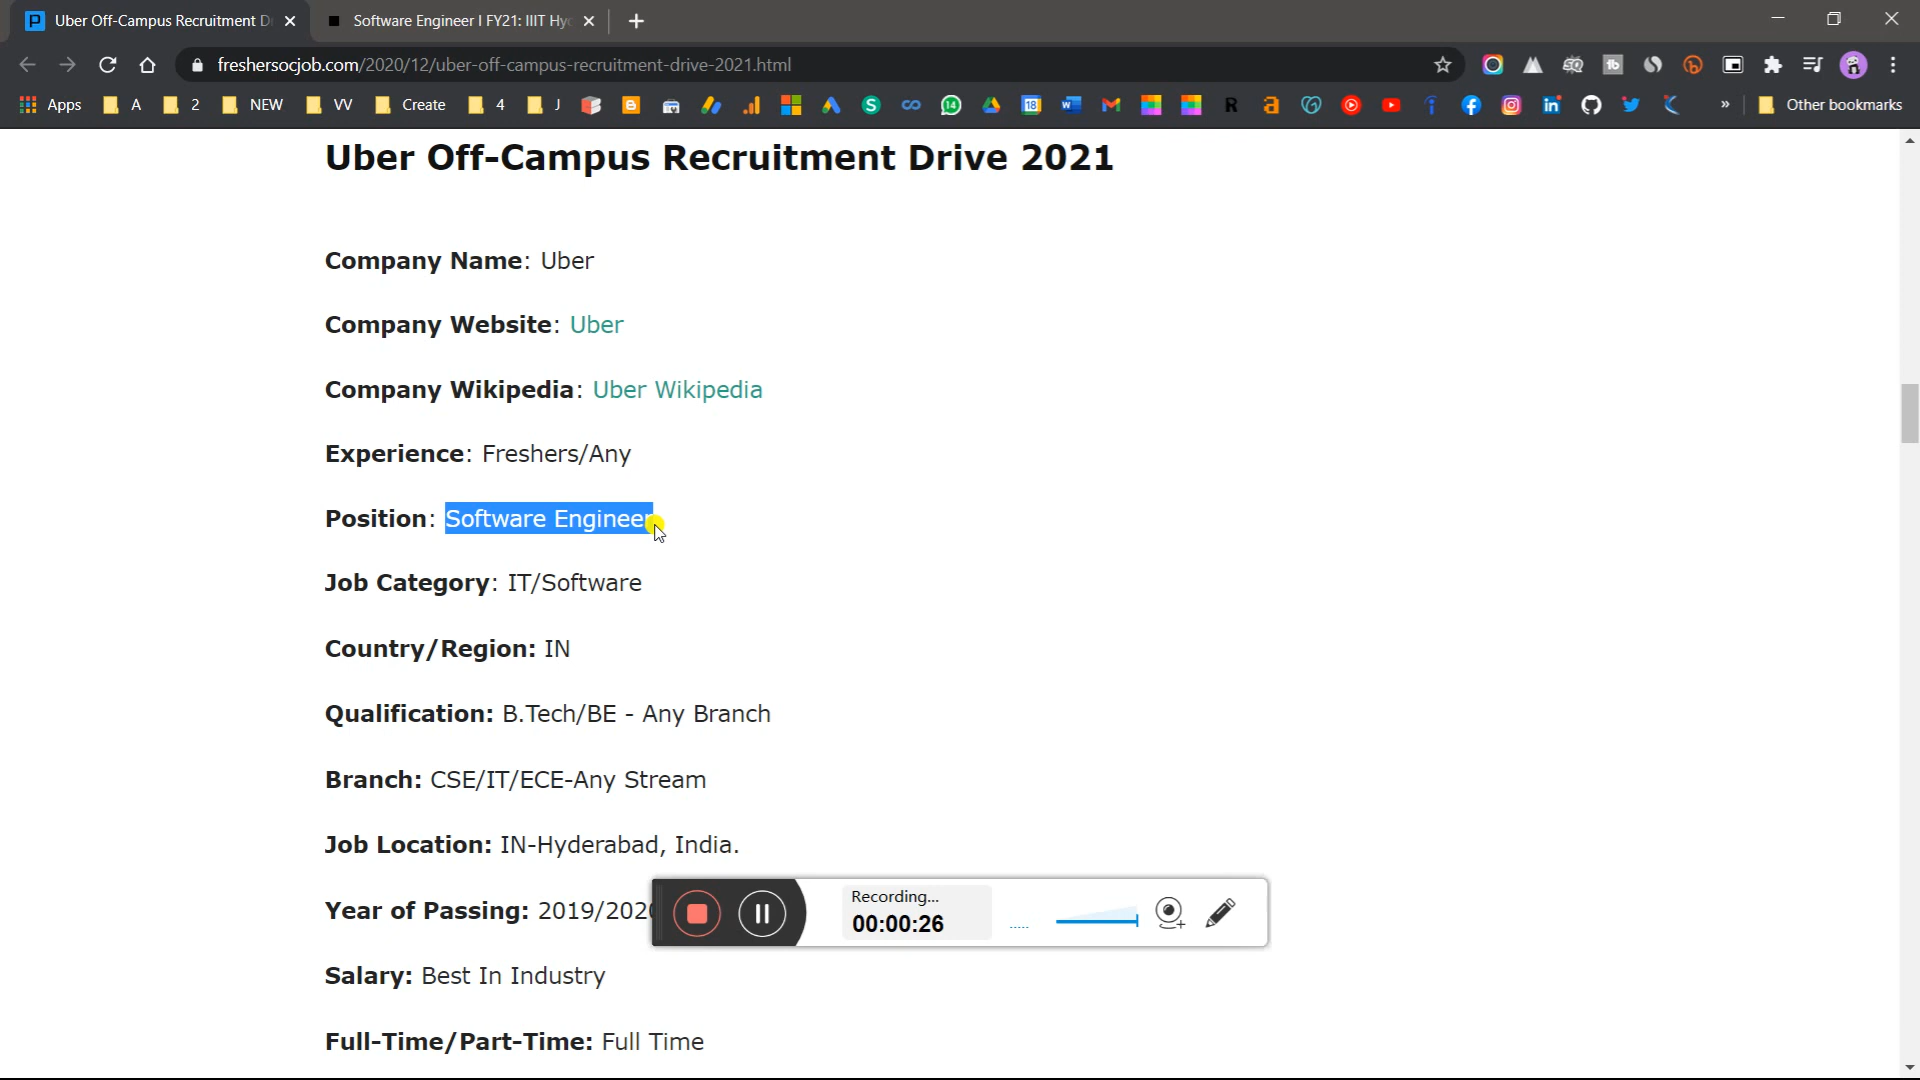 Uber Off-Campus Recruitment D
Software Engineer I FY21: IIIT Hy
freshersocjob.com/2020/12/uber-off-campus-recruitment-drive-2021.html
Apps A 2 NEW VV Create 4 J » Other bookmarks
Uber Off-Campus Recruitment Drive 2021
Company Name: Uber
Company Website: Uber
Company Wikipedia: Uber Wikipedia
Experience: Freshers/Any
Position: Software Engineer
Job Category: IT/Software
Country/Region: IN
Qualification: B.Tech/BE - Any Branch
Branch: CSE/IT/ECE-Any Stream
Job Location: IN-Hyderabad, India.
Year of Passing: 2019/2020
Recording...
00:00:26
Salary: Best In Industry
Full-Time/Part-Time: Full Time